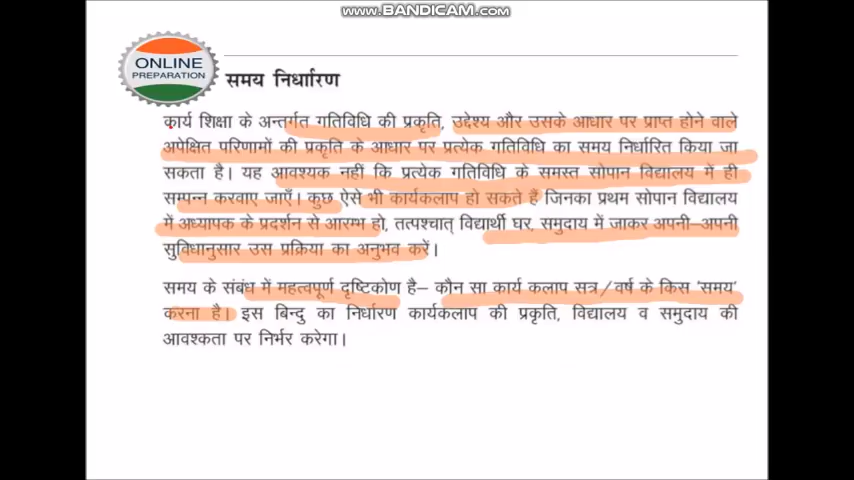 www.BANDICAM.com
ONLINE
PREPARATION
समय निर्धारण
कार्य शिक्षा के अन्तर्गत गतिविधि की प्रकृति, उद्देश्य और उसके आधार पर प्राप्त होने वाले
अपेक्षित परिणामों की प्रकृति के आधार पर प्रत्येक गतिविधि का समय निर्धारित किया जा
सकता है। यह आवश्यक नहीं कि प्रत्येक गतिविधि के समस्त सोपान विद्यालय में ही
सम्पन्न करवाए जाएँ। कुछ ऐसे भी कार्यकलाप हो सकते हैं जिनका प्रथम सोपान विद्यालय
में अध्यापक के प्रदर्शन से आरम्भ हो, तत्पश्चात् विद्यार्थी घर, समुदाय में जाकर अपनी–अपनी
सुविधानुसार उस प्रक्रिया का अनुभव करें।
समय के संबंध में महत्वपूर्ण दृष्टिकोण है– कौन सा कार्य कलाप सत्र/वर्ष के किस 'समय'
करना है। इस बिन्दु का निर्धारण कार्यकलाप की प्रकृति, विद्यालय व समुदाय की
आवश्कता पर निर्भर करेगा।